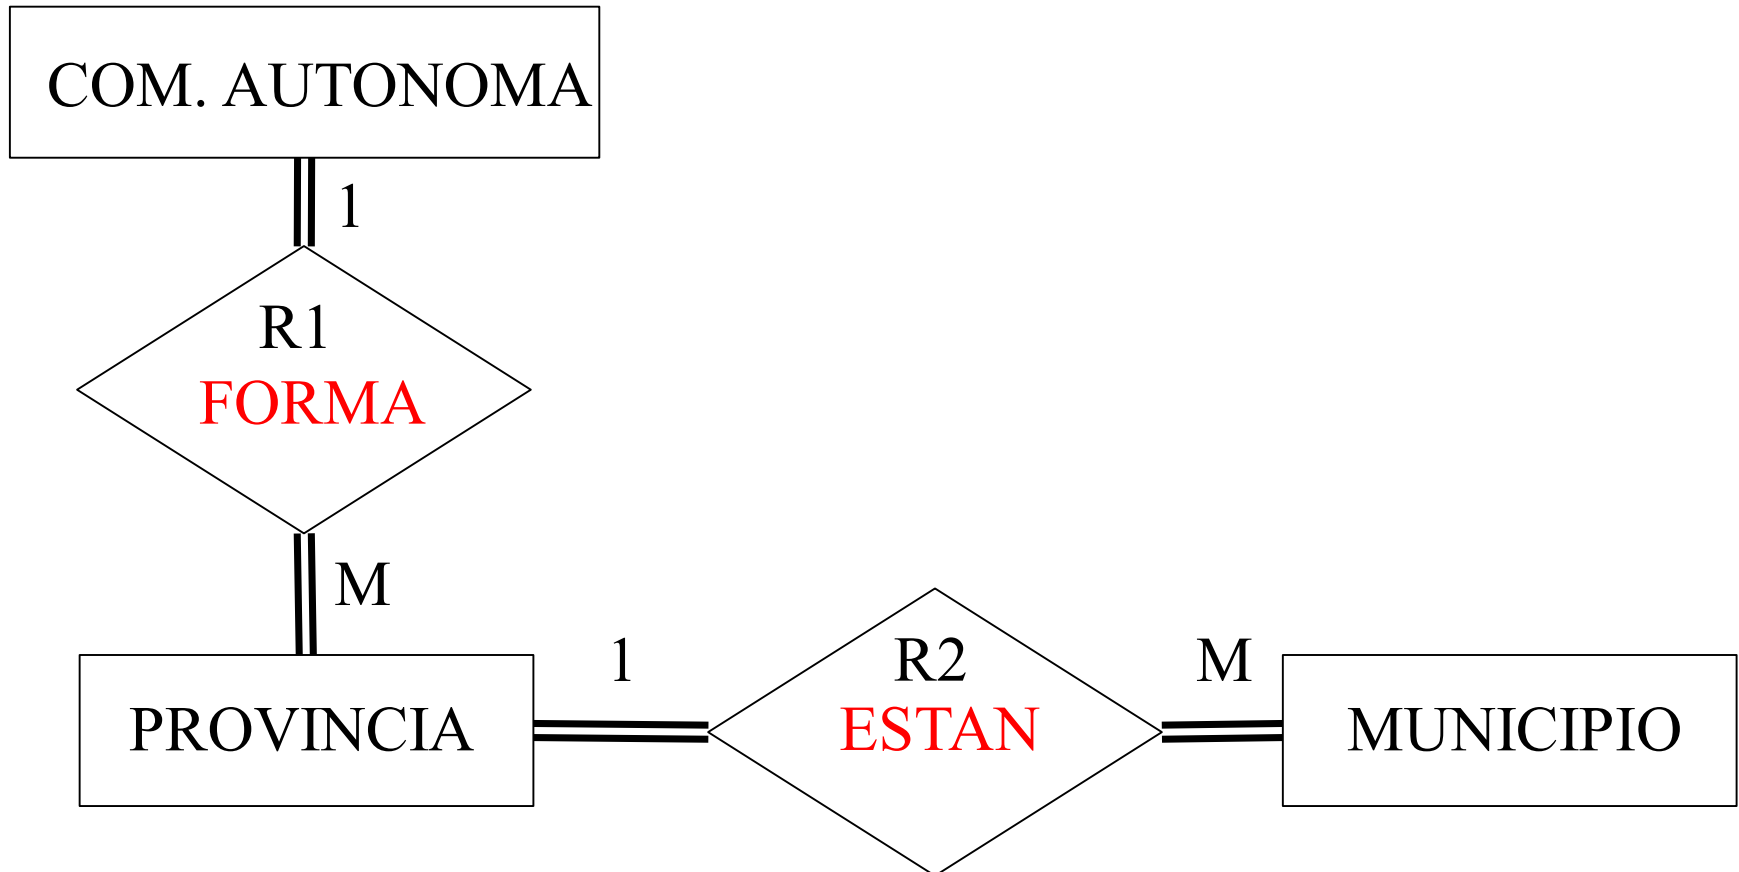 COM. AUTONOMA
1
R1
FORMA
M
PROVINCIA
1
R2
ESTAN
M
MUNICIPIO